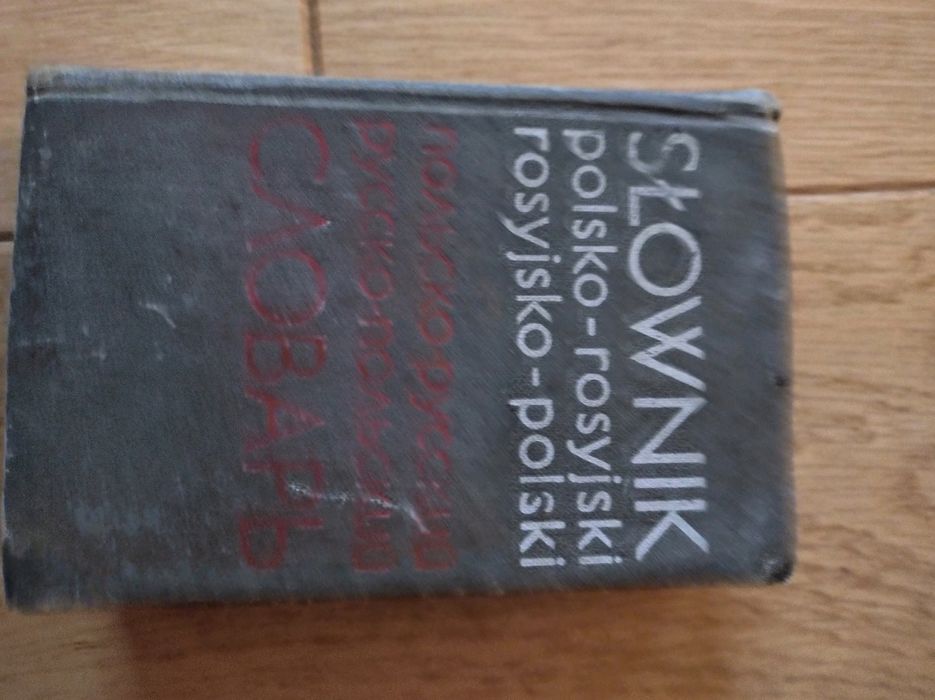 SŁOWNIK
polsko-rosyjski
rosyjsko-polski
польско-русский
русско-польский
СЛОВАРЬ